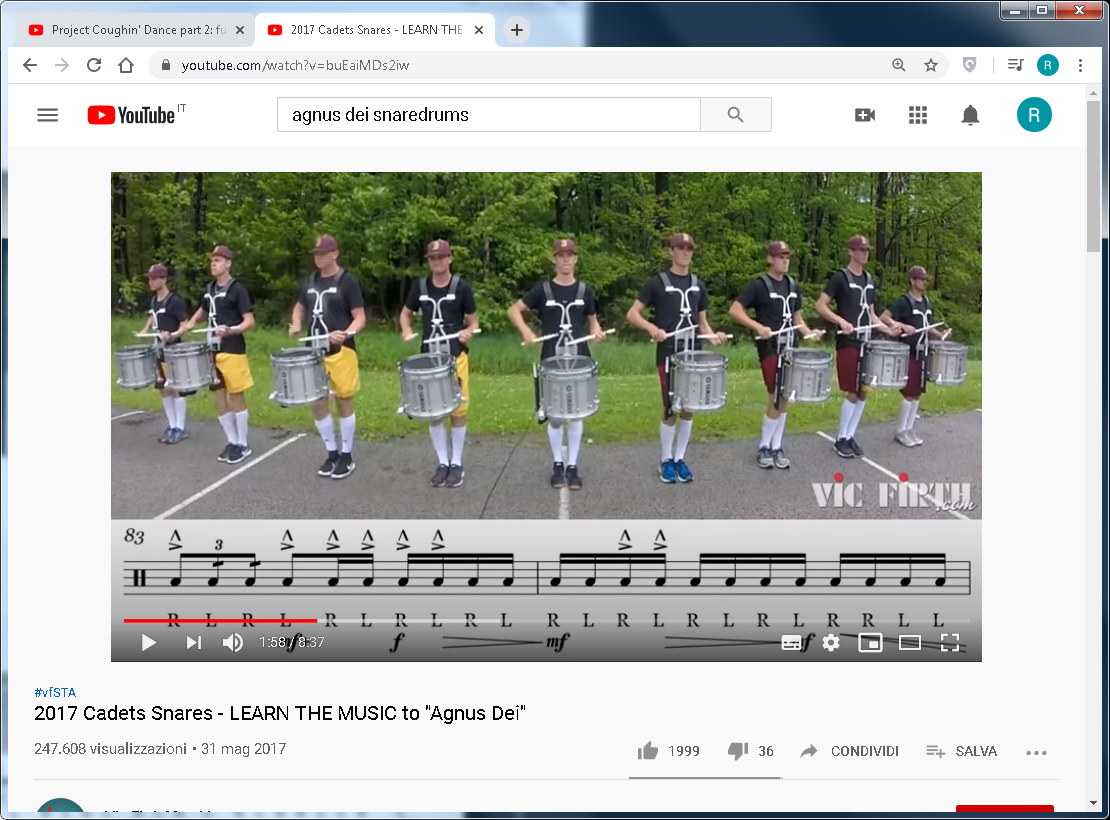 Project Coughin' Dance part 2: fu
2017 Cadets Snares - LEARN THE
youtube.com/watch?v=buEaiMDs2iw
R
YouTube IT
agnus dei snaredrums
R
VIC FIRTH.com
83
3
R L R L R L R L R L R L R L R L R L R R L L
f f mf f
1:58 / 8:37
#vfSTA
2017 Cadets Snares - LEARN THE MUSIC to "Agnus Dei"
247.608 visualizzazioni • 31 mag 2017
1999
36
CONDIVIDI
SALVA